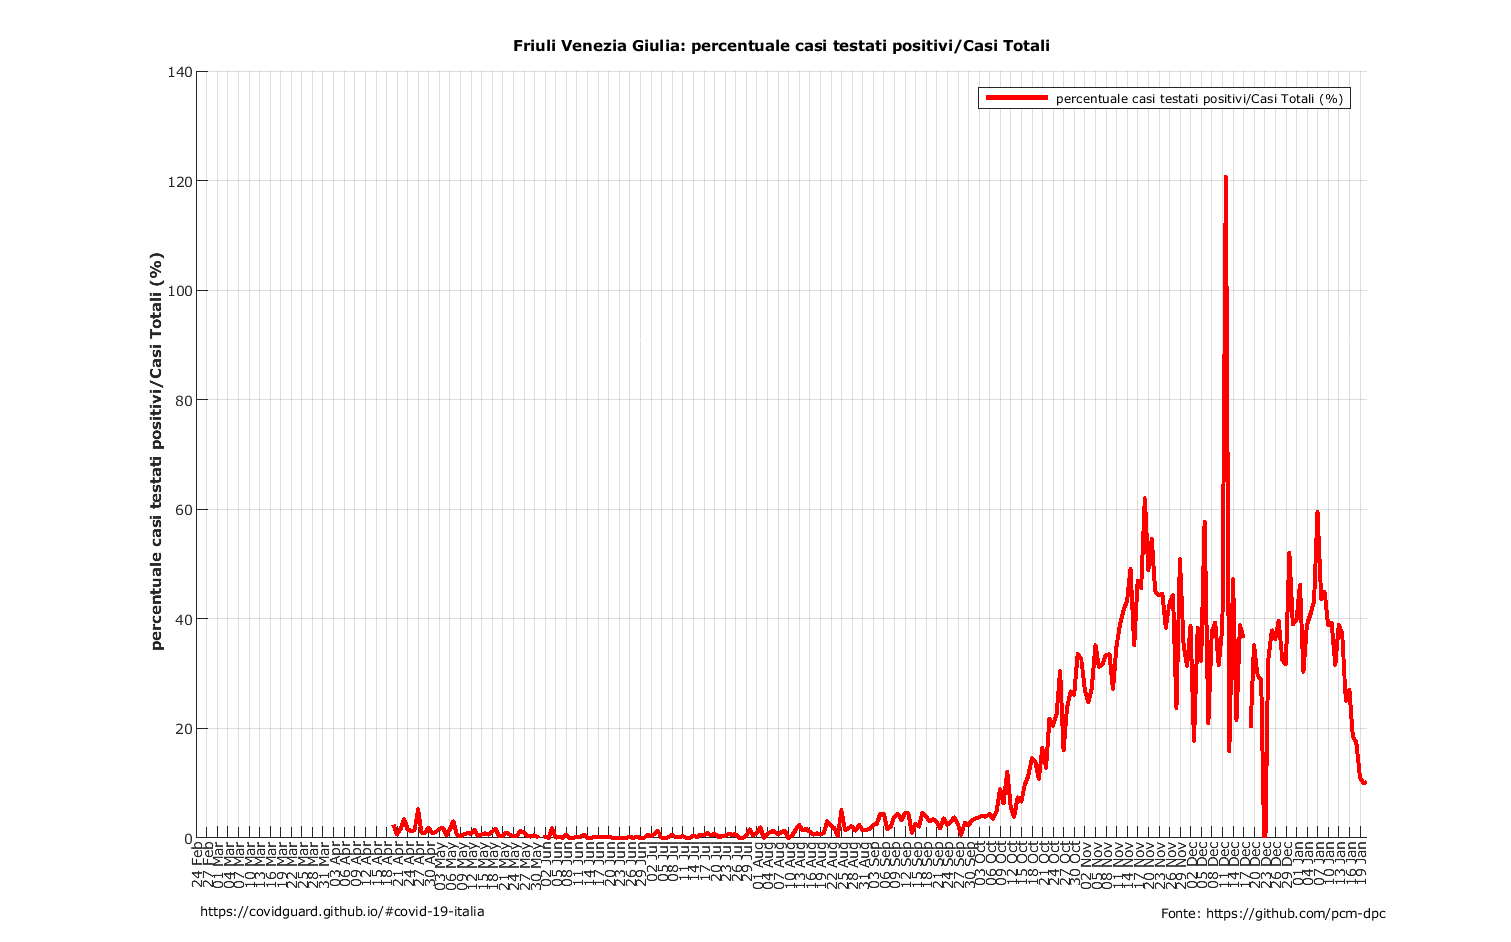 Friuli Venezia Giulia: percentuale casi testati positivi/Casi Totali
percentuale casi testati positivi/Casi Totali (%)
percentuale casi testati positivi/Casi Totali (%)
140
120
100
80
60
40
20
0
24 Feb
27 Feb
01 Mar
04 Mar
07 Mar
10 Mar
13 Mar
16 Mar
19 Mar
22 Mar
25 Mar
28 Mar
31 Mar
03 Apr
06 Apr
09 Apr
12 Apr
15 Apr
18 Apr
21 Apr
24 Apr
27 Apr
30 Apr
03 May
06 May
09 May
12 May
15 May
18 May
21 May
24 May
27 May
30 May
02 Jun
05 Jun
08 Jun
11 Jun
14 Jun
17 Jun
20 Jun
23 Jun
26 Jun
29 Jun
02 Jul
05 Jul
08 Jul
11 Jul
14 Jul
17 Jul
20 Jul
23 Jul
26 Jul
29 Jul
01 Aug
04 Aug
07 Aug
10 Aug
13 Aug
16 Aug
19 Aug
22 Aug
25 Aug
28 Aug
31 Aug
03 Sep
06 Sep
09 Sep
12 Sep
15 Sep
18 Sep
21 Sep
24 Sep
27 Sep
30 Sep
03 Oct
06 Oct
09 Oct
12 Oct
15 Oct
18 Oct
21 Oct
24 Oct
27 Oct
30 Oct
02 Nov
05 Nov
08 Nov
11 Nov
14 Nov
17 Nov
20 Nov
23 Nov
26 Nov
29 Nov
02 Dec
05 Dec
08 Dec
11 Dec
14 Dec
17 Dec
20 Dec
23 Dec
26 Dec
29 Dec
01 Jan
04 Jan
07 Jan
10 Jan
13 Jan
16 Jan
19 Jan
https://covidguard.github.io/#covid-19-italia
Fonte: https://github.com/pcm-dpc